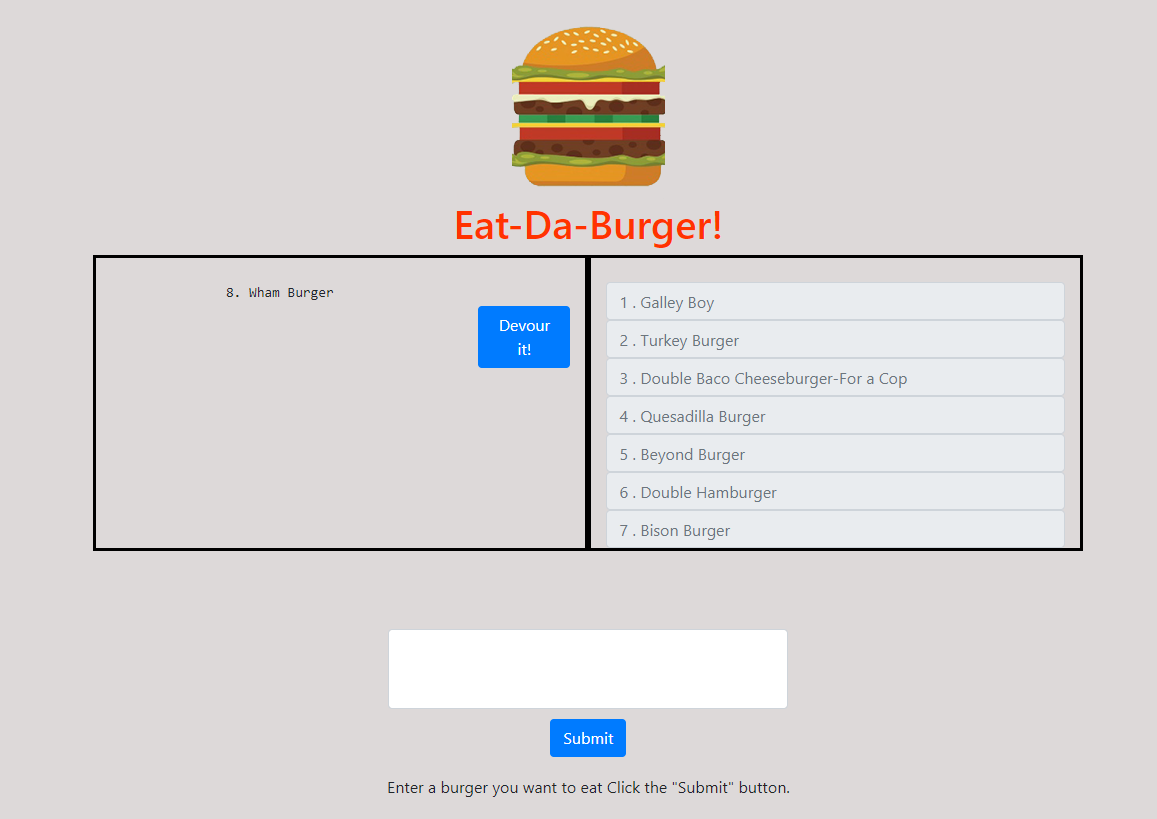 Eat-Da-Burger!
8. Wham Burger
Devour
it!
1 . Galley Boy
2 . Turkey Burger
3 . Double Baco Cheeseburger-For a Cop
4 . Quesadilla Burger
5 . Beyond Burger
6 . Double Hamburger
7 . Bison Burger
Submit
Enter a burger you want to eat Click the "Submit" button.